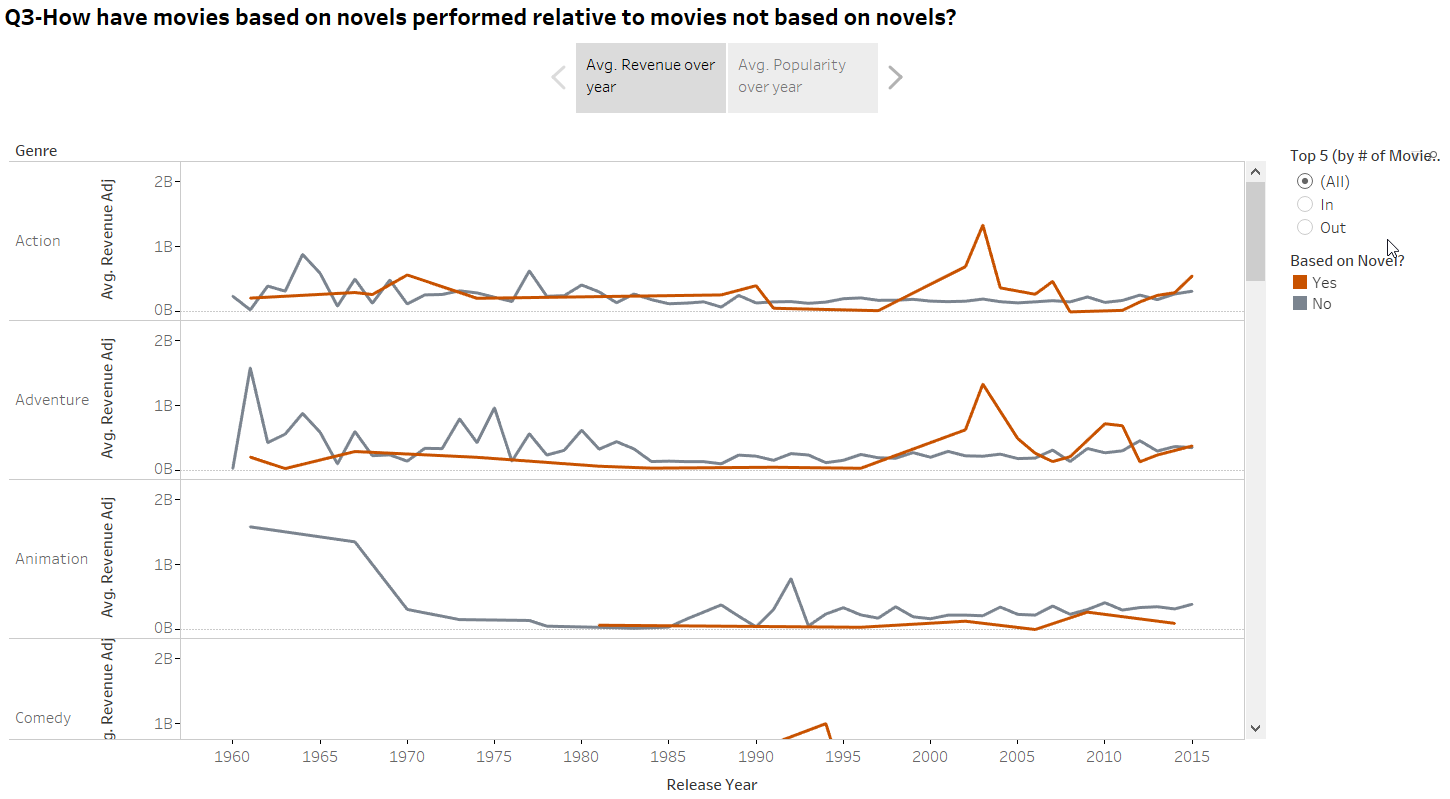 Q3-How have movies based on novels performed relative to movies not based on novels?
Avg. Revenue over
year
Avg. Popularity
over year
Genre
Action
Avg. Revenue Adj
2B
1B
0B
Adventure
Avg. Revenue Adj
2B
1B
0B
Animation
Avg. Revenue Adj
2B
1B
0B
Comedy
g. Revenue Adj
2B
1B
1960 1965 1970 1975 1980 1985 1990 1995 2000 2005 2010 2015
Release Year
Top 5 (by # of Movie..
(All)
In
Out
Based on Novel?
Yes
No